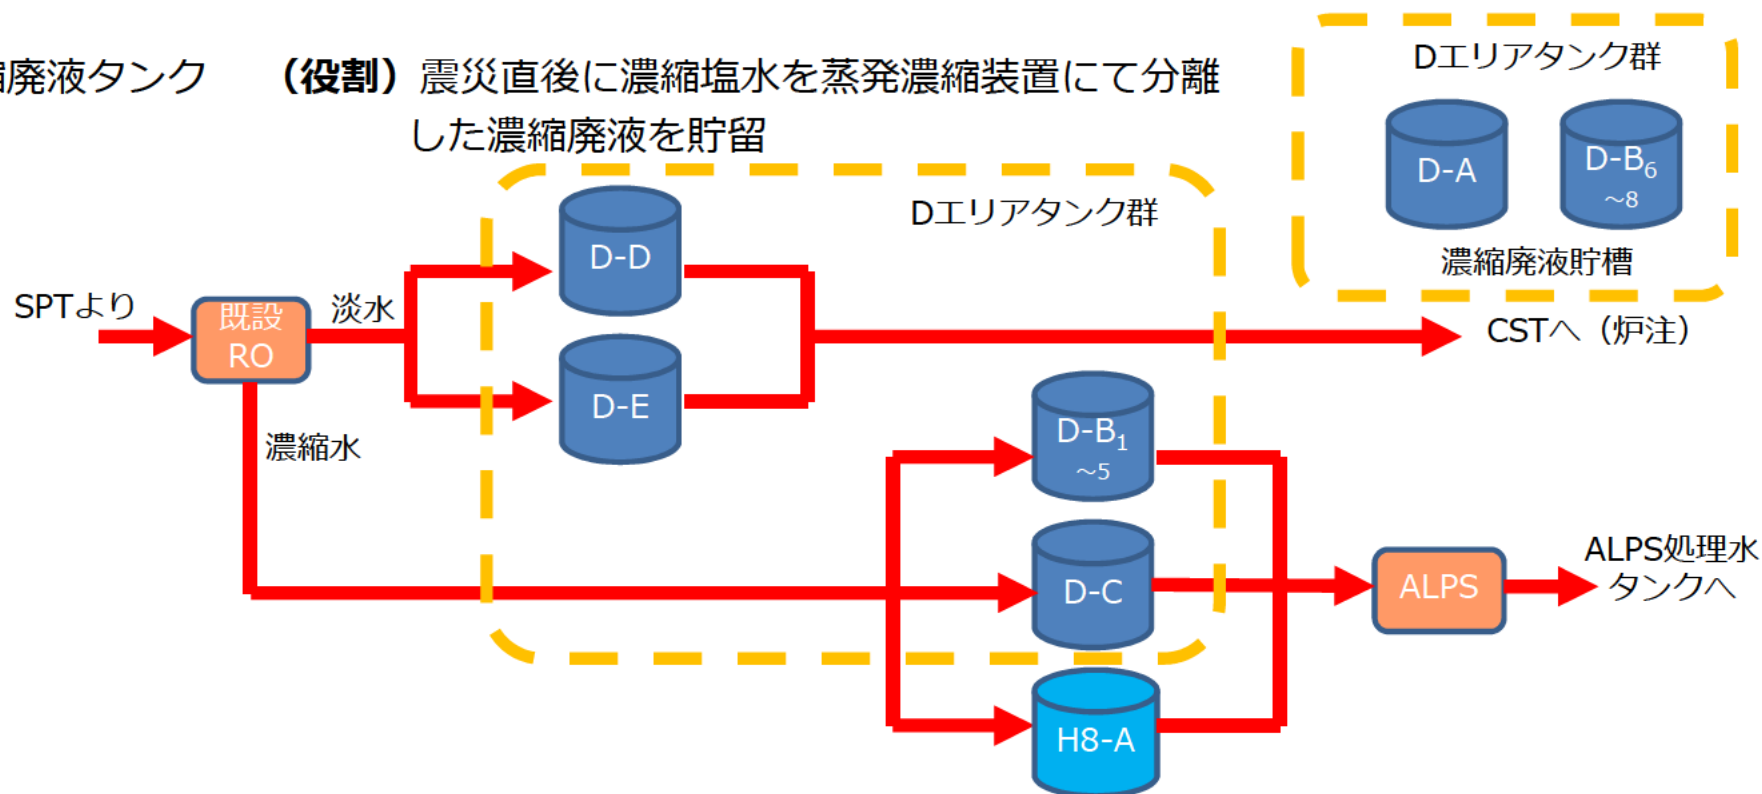 廃液タンク （役割）震災直後に濃縮塩水を蒸発濃縮装置にて分離
した濃縮廃液を貯留
Dエリアタンク群
D-A
D-B6
～8
濃縮廃液貯槽
Dエリアタンク群
D-D
SPTより
既設
RO
淡水
D-E
CSTへ（炉注）
濃縮水
D-B1
～5
D-C
ALPS
ALPS処理水
タンクへ
H8-A